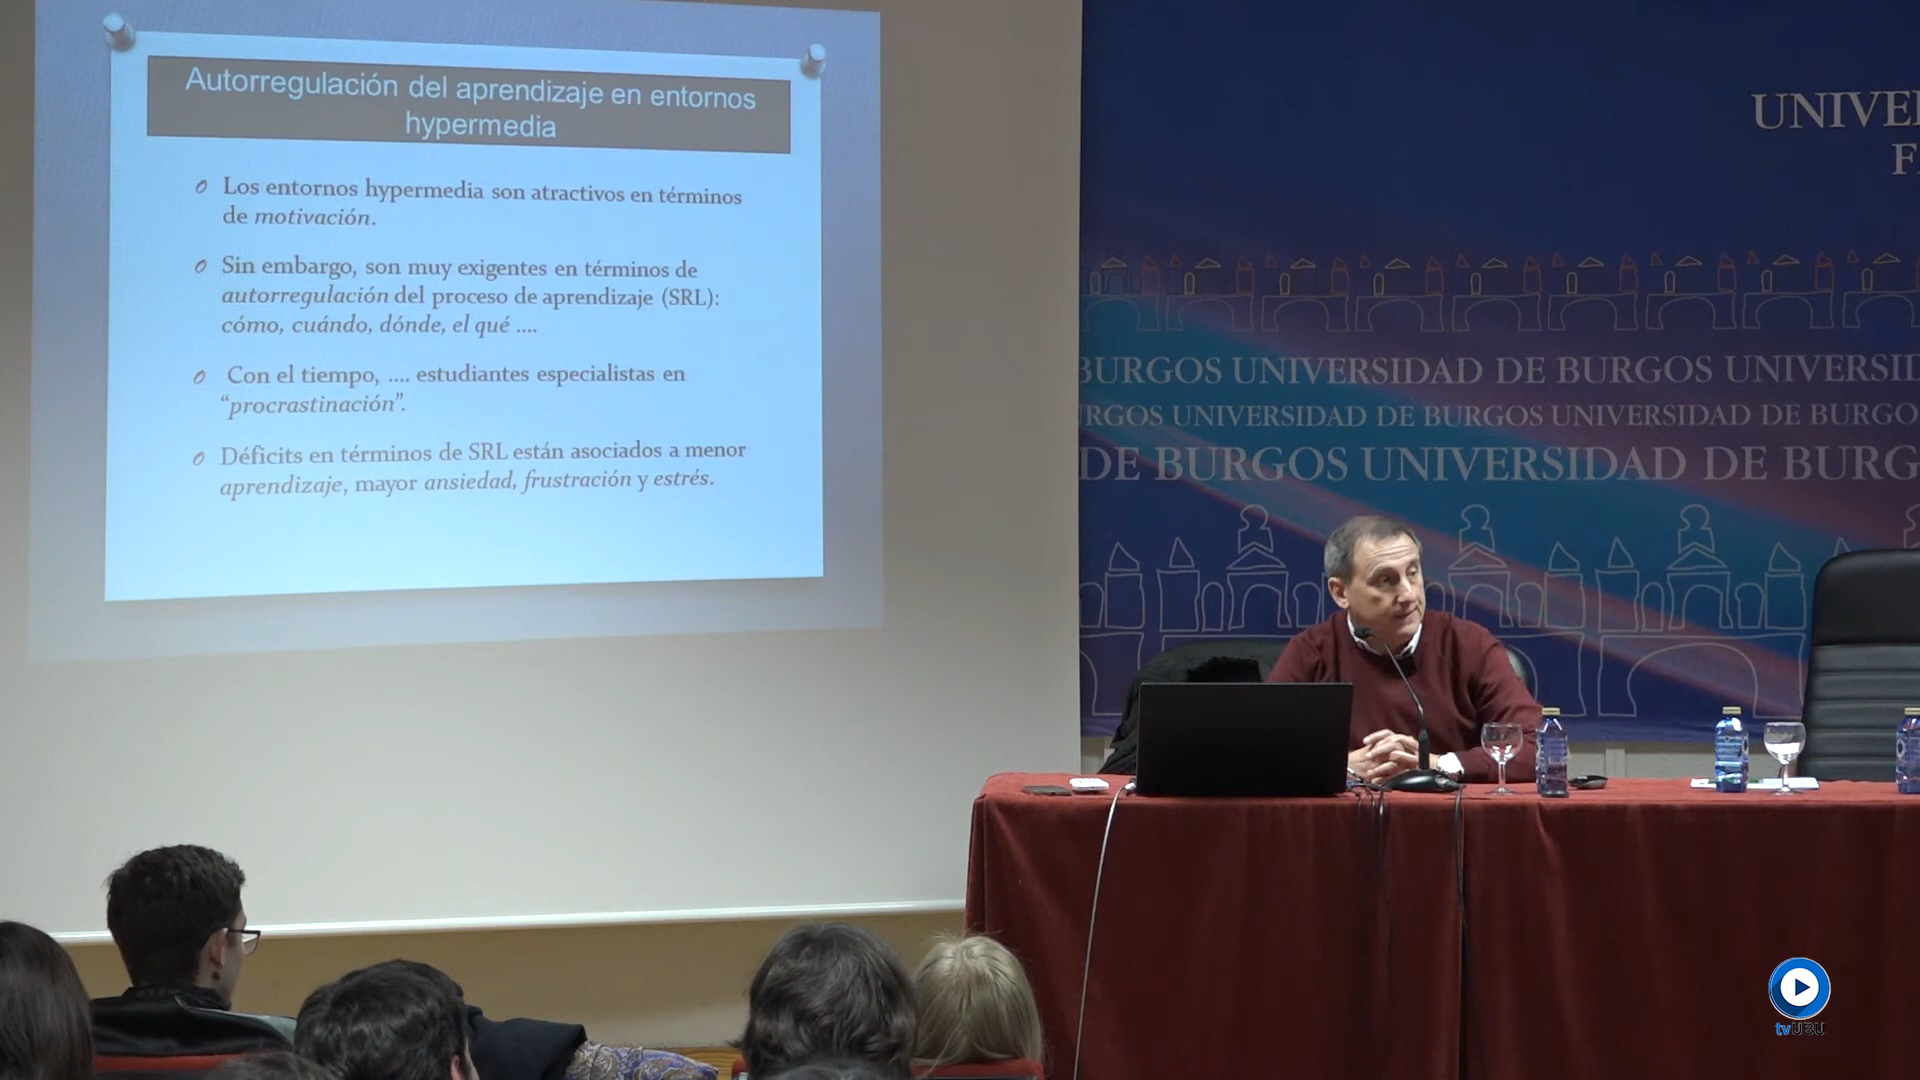 Autorregulación del aprendizaje en entornos
hypermedia
Los entornos hypermedia son atractivos en términos
de motivación.
Sin embargo, son muy exigentes en términos de
autorregulación del proceso de aprendizaje (SRL):
cómo, cuándo, dónde, el qué ....
Con el tiempo, .... estudiantes especialistas en
“procrastinación”.
Déficits en términos de SRL están asociados a menor
aprendizaje, mayor ansiedad, frustración y estrés.
UNIVE
F
BURGOS UNIVERSIDAD DE BURGOS UNIVERSID
RGOS UNIVERSIDAD DE BURGOS UNIVERSIDAD DE BURGO
DE BURGOS UNIVERSIDAD DE BURG
tvUBU